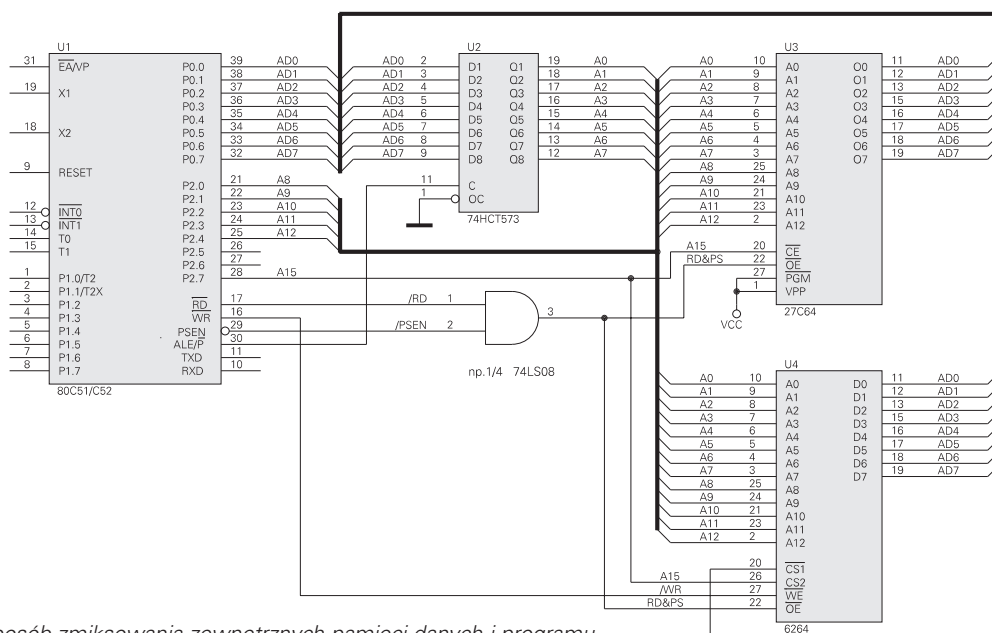 U1
31 EA/VP
19 X1
18 X2
9 RESET
12 INT0
13 INT1
14 T0
15 T1
1 P1.0/T2
2 P1.1/T2X
3 P1.2
4 P1.3
5 P1.4
6 P1.5
7 P1.6
8 P1.7
P0.0 39 AD0
P0.1 38 AD1
P0.2 37 AD2
P0.3 36 AD3
P0.4 35 AD4
P0.5 34 AD5
P0.6 33 AD6
P0.7 32 AD7
P2.0 21 A8
P2.1 22 A9
P2.2 23 A10
P2.3 24 A11
P2.4 25 A12
P2.5 26
P2.6 27
P2.7 28 A15
RD 17 /RD 1
WR 16
PSEN 29 /PSEN 2
ALE/P 30
TXD 11
RXD 10
80C51/C52
3
np.1/4 74LS08
U2
AD0 2 D1 Q1 19 A0
AD1 3 D2 Q2 18 A1
AD2 4 D3 Q3 17 A2
AD3 5 D4 Q4 16 A3
AD4 6 D5 Q5 15 A4
AD5 7 D6 Q6 14 A5
AD6 8 D7 Q7 13 A6
AD7 9 D8 Q8 12 A7
11 C
1 OC
74HCT573
U3
A0 10 A0 O0 11 AD0
A1 9 A1 O1 12 AD1
A2 8 A2 O2 13 AD2
A3 7 A3 O3 15 AD3
A4 6 A4 O4 16 AD4
A5 5 A5 O5 17 AD5
A6 4 A6 O6 18 AD6
A7 3 A7 O7 19 AD7
A8 25 A8
A9 24 A9
A10 21 A10
A11 23 A11
A12 2 A12
A15 20 CE
RD&PS 22 OE
27 PGM
1 VPP
VCC
27C64
U4
A0 10 A0 D0 11 AD0
A1 9 A1 D1 12 AD1
A2 8 A2 D2 13 AD2
A3 7 A3 D3 15 AD3
A4 6 A4 D4 16 AD4
A5 5 A5 D5 17 AD5
A6 4 A6 D6 18 AD6
A7 3 A7 D7 19 AD7
A8 25 A8
A9 24 A9
A10 21 A10
A11 23 A11
A12 2 A12
20 CS1
A15 26 CS2
/WR 27 WE
RD&PS 22 OE
6264